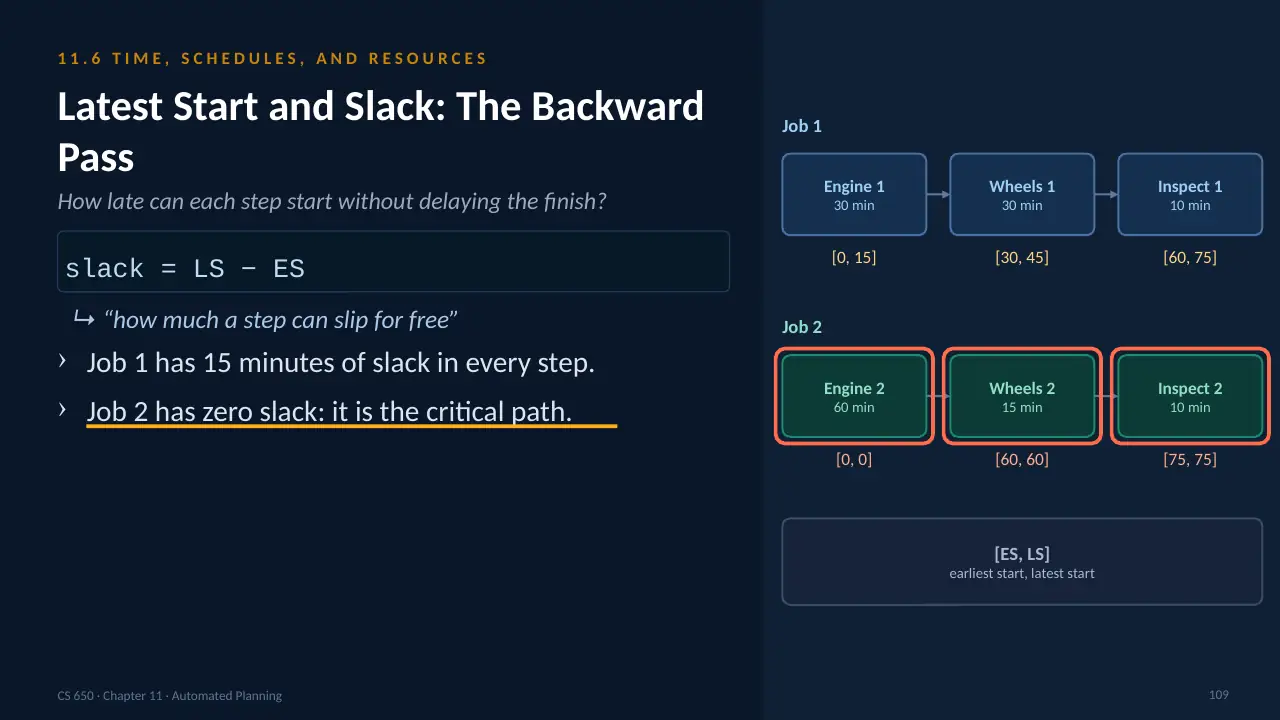 11.6 TIME, SCHEDULES, AND RESOURCES
Latest Start and Slack: The Backward
Pass
How late can each step start without delaying the finish?
slack = LS − ES
↪ “how much a step can slip for free”
› Job 1 has 15 minutes of slack in every step.
› Job 2 has zero slack: it is the critical path.
Job 1
Engine 1
30 min
Wheels 1
30 min
Inspect 1
10 min
[0, 15]
[30, 45]
[60, 75]
Job 2
Engine 2
60 min
Wheels 2
15 min
Inspect 2
10 min
[0, 0]
[60, 60]
[75, 75]
[ES, LS]
earliest start, latest start
CS 650 · Chapter 11 · Automated Planning
109